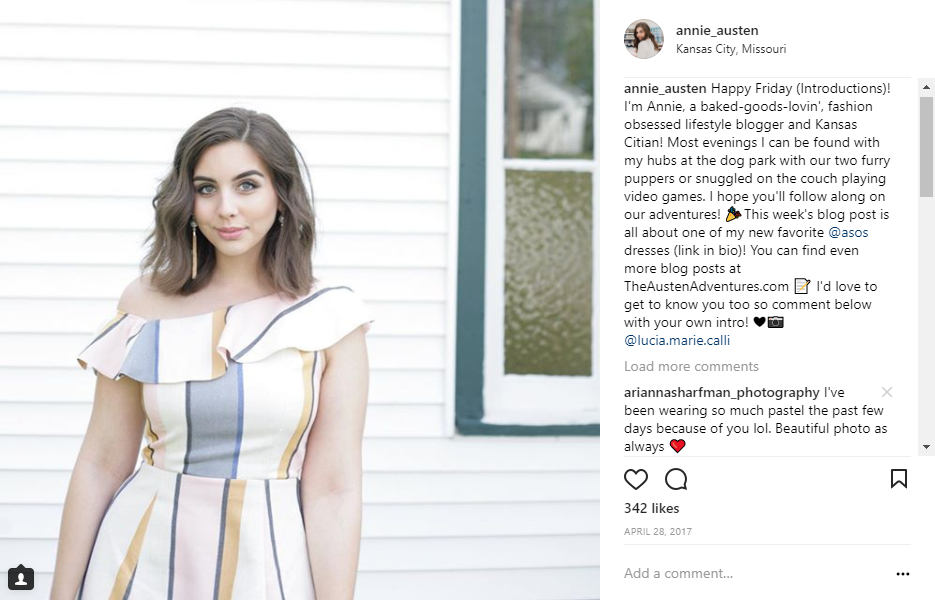 annie_austen
Kansas City, Missouri
annie_austen Happy Friday (Introductions)!
I'm Annie, a baked-goods-lovin', fashion
obsessed lifestyle blogger and Kansas
Citian! Most evenings I can be found with
my hubs at the dog park with our two furry
puppers or snuggled on the couch playing
video games. I hope you'll follow along on
our adventures! 🎉This week's blog post is
all about one of my new favorite @asos
dresses (link in bio)! You can find even
more blog posts at
TheAustenAdventures.com 📝 I'd love to
get to know you too so comment below
with your own intro! ❤📷
@lucia.marie.calli
Load more comments
ariannasharfman_photography I've
been wearing so much pastel the past few
days because of you lol. Beautiful photo as
always ❤
342 likes
APRIL 28, 2017
Add a comment...